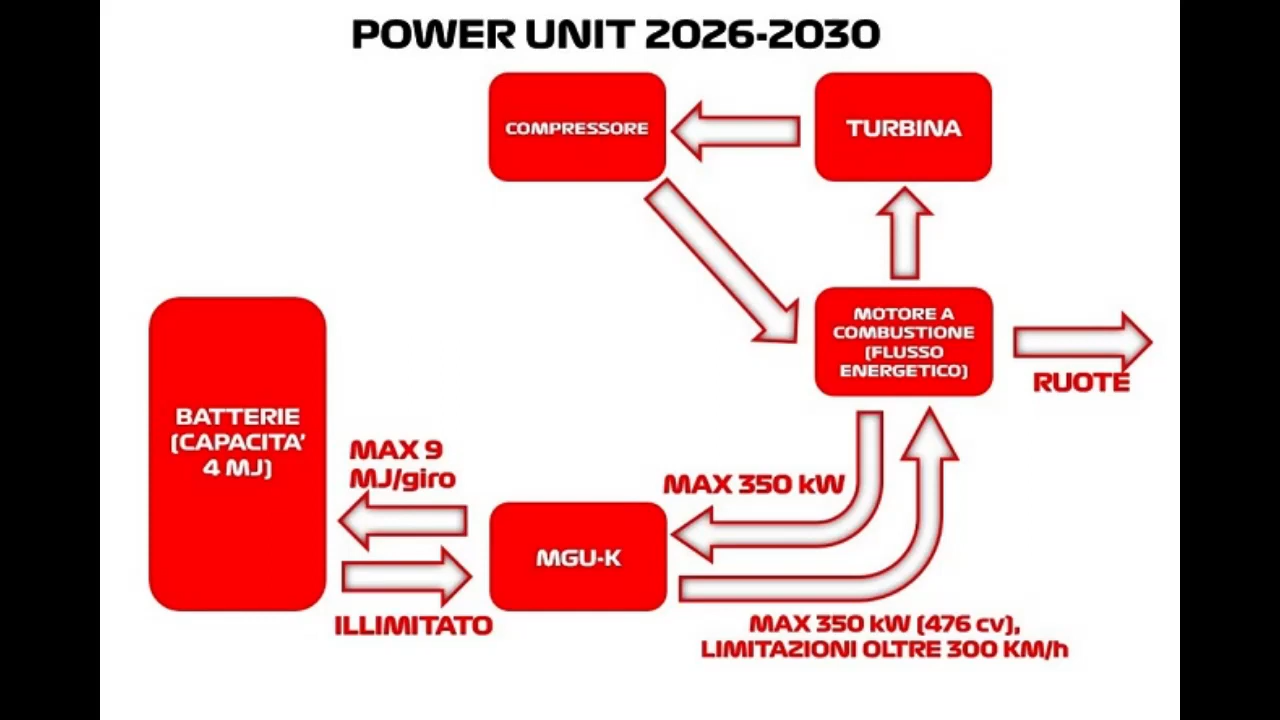 POWER UNIT 2026-2030
COMPRESSORE
TURBINA
MOTORE A
COMBUSTIONE
(FLUSSO
ENERGETICO)
RUOTE
BATTERIE
(CAPACITA'
4 MJ)
MAX 9
MJ/giro
MAX 350 kW
MGU-K
ILLIMITATO
MAX 350 kW (476 cv),
LIMITAZIONI OLTRE 300 KM/h